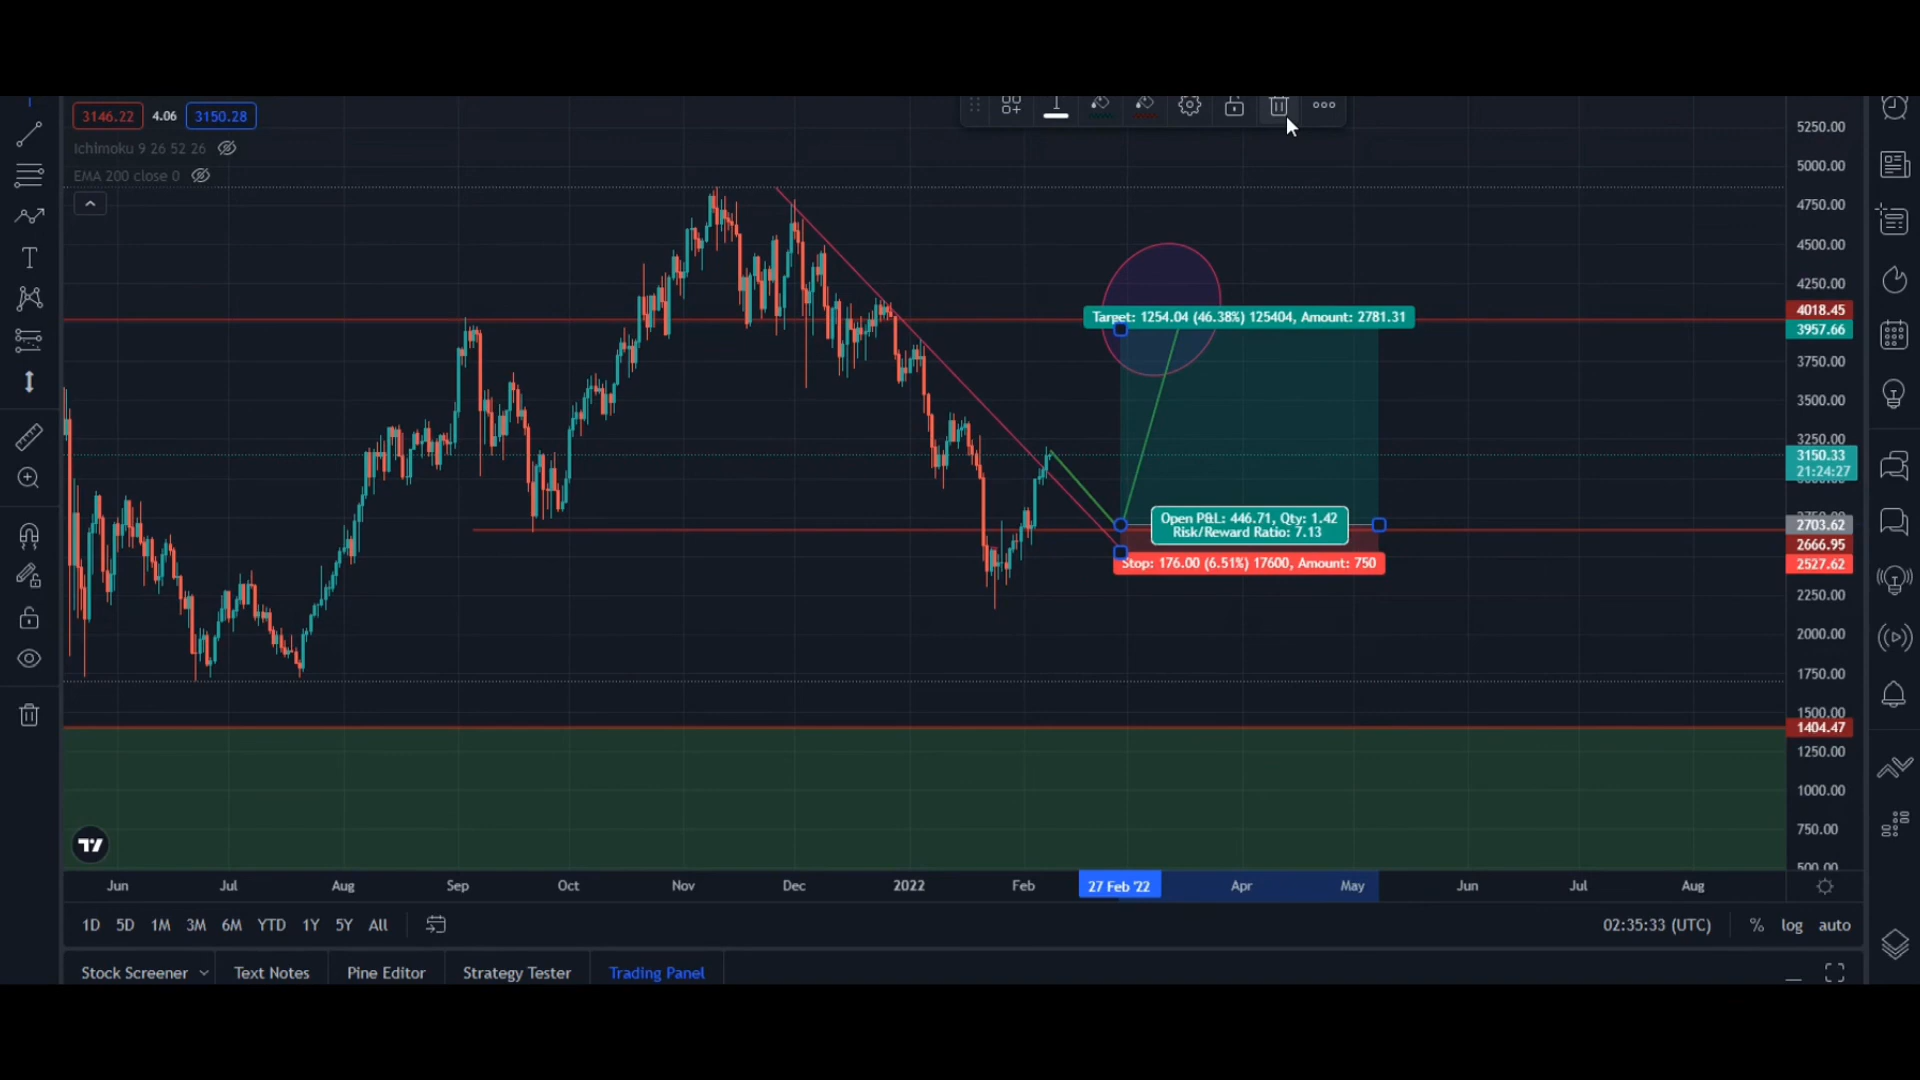 3146.22 4.06 3150.28
Ichimoku 9 26 52 26
EMA 200 close 0
5250.00
5000.00
4750.00
4500.00
4250.00
4018.45
3957.66
3750.00
3500.00
3250.00
3150.33
21:24:27
2703.62
2666.95
2527.62
2250.00
2000.00
1750.00
1500.00
1404.47
1250.00
1000.00
750.00
500.00
Target: 1254.04 (46.38%) 125404, Amount: 2781.31
Open P&L: 446.71, Qty: 1.42
Risk/Reward Ratio: 7.13
Stop: 176.00 (6.51%) 17600, Amount: 750
Jun Jul Aug Sep Oct Nov Dec 2022 Feb 27 Feb '22 Apr May Jun Jul Aug
1D 5D 1M 3M 6M YTD 1Y 5Y All 02:35:33 (UTC) % log auto
Stock Screener Text Notes Pine Editor Strategy Tester Trading Panel